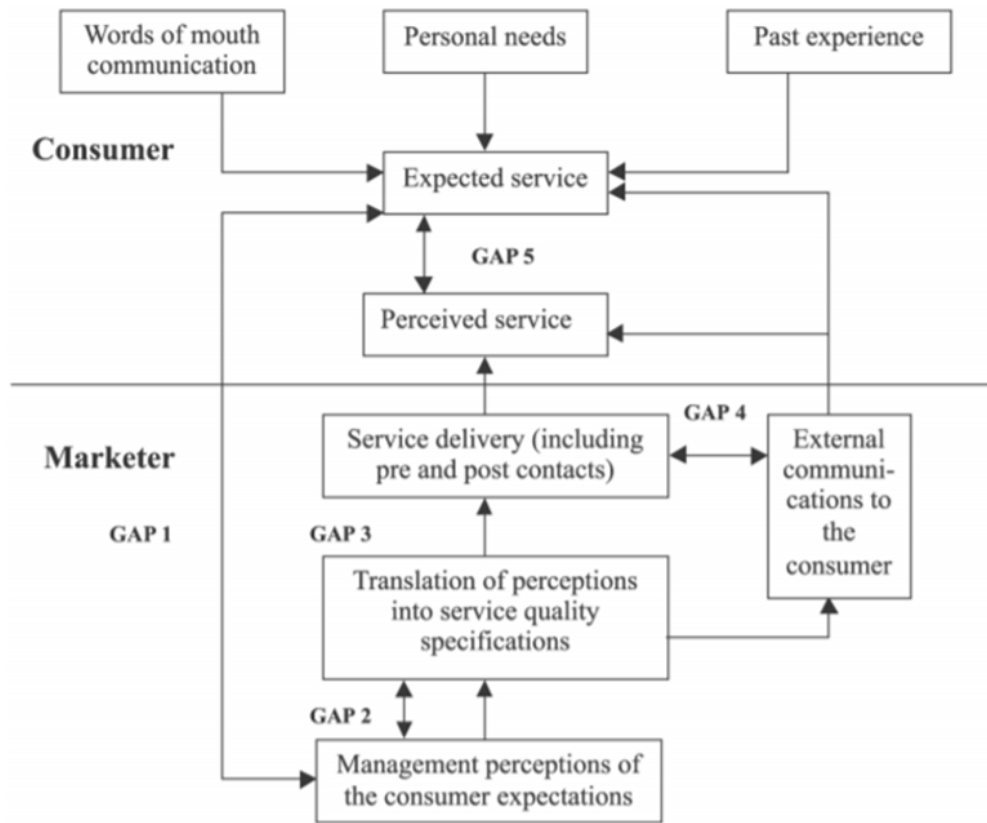 Words of mouth
communication
Personal needs
Past experience
Consumer
Expected service
GAP 5
Perceived service
Marketer
Service delivery (including
pre and post contacts)
GAP 4
External
communi-
cations to
the
consumer
GAP 1
GAP 3
Translation of perceptions
into service quality
specifications
GAP 2
Management perceptions of
the consumer expectations